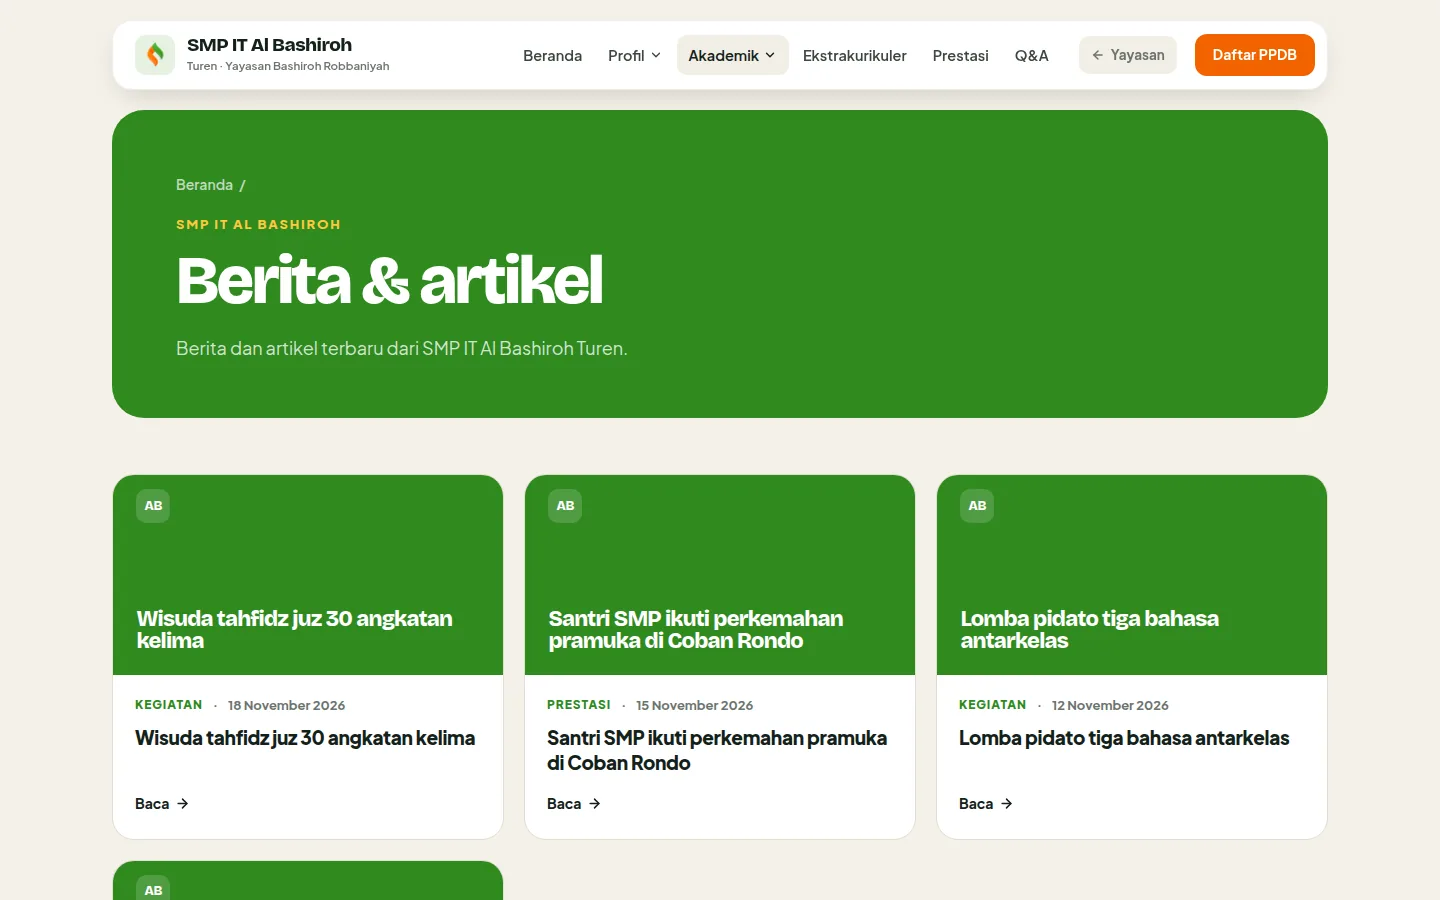 SMP IT Al Bashiroh
Turen · Yayasan Bashiroh Robbaniyah
Beranda
Profil
Akademik
Ekstrakurikuler
Prestasi
Q&A
← Yayasan
Daftar PPDB
Beranda /
SMP IT AL BASHIROH
Berita & artikel
Berita dan artikel terbaru dari SMP IT Al Bashiroh Turen.
AB
Wisuda tahfidz juz 30 angkatan
kelima
KEGIATAN · 18 November 2026
Wisuda tahfidz juz 30 angkatan kelima
Baca →
AB
Santri SMP ikuti perkemahan
pramuka di Coban Rondo
PRESTASI · 15 November 2026
Santri SMP ikuti perkemahan pramuka
di Coban Rondo
Baca →
AB
Lomba pidato tiga bahasa
antarkelas
KEGIATAN · 12 November 2026
Lomba pidato tiga bahasa antarkelas
Baca →
AB